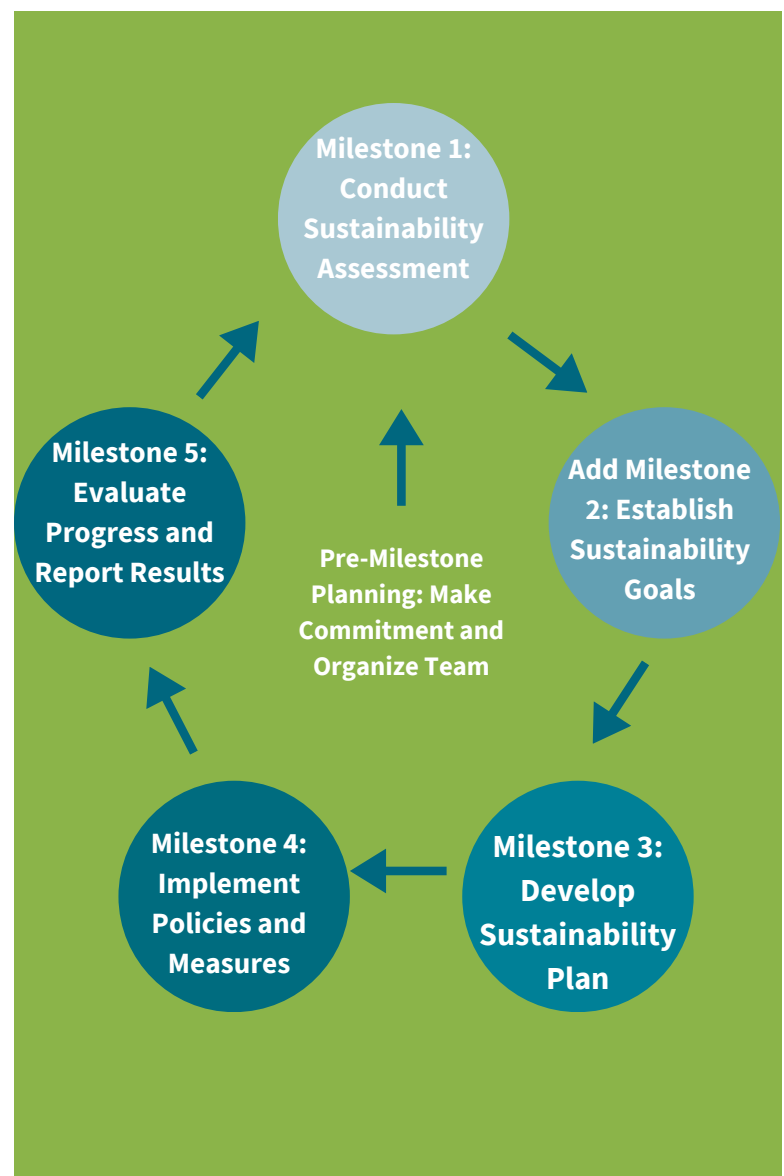 Milestone 1:
Conduct
Sustainability
Assessment
Add Milestone
2: Establish
Sustainability
Goals
Milestone 3:
Develop
Sustainability
Plan
Milestone 4:
Implement
Policies and
Measures
Milestone 5:
Evaluate
Progress and
Report Results
Pre-Milestone
Planning: Make
Commitment and
Organize Team